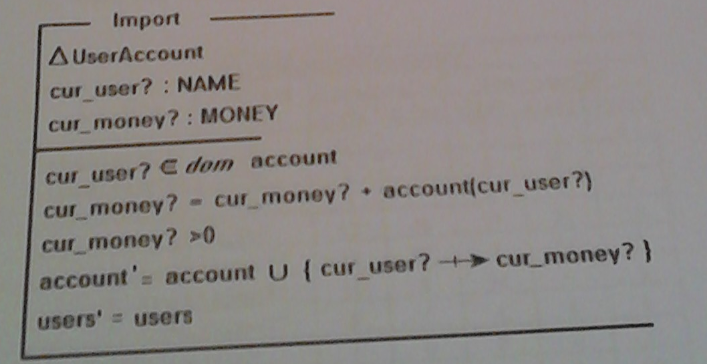 Import
Δ UserAccount
cur_user? : NAME
cur_money? : MONEY
cur_user? ∈ dom account
cur_money? = cur_money? + account(cur_user?)
cur_money? >0
account' = account ∪ { cur_user? ⇸ cur_money? }
users' = users